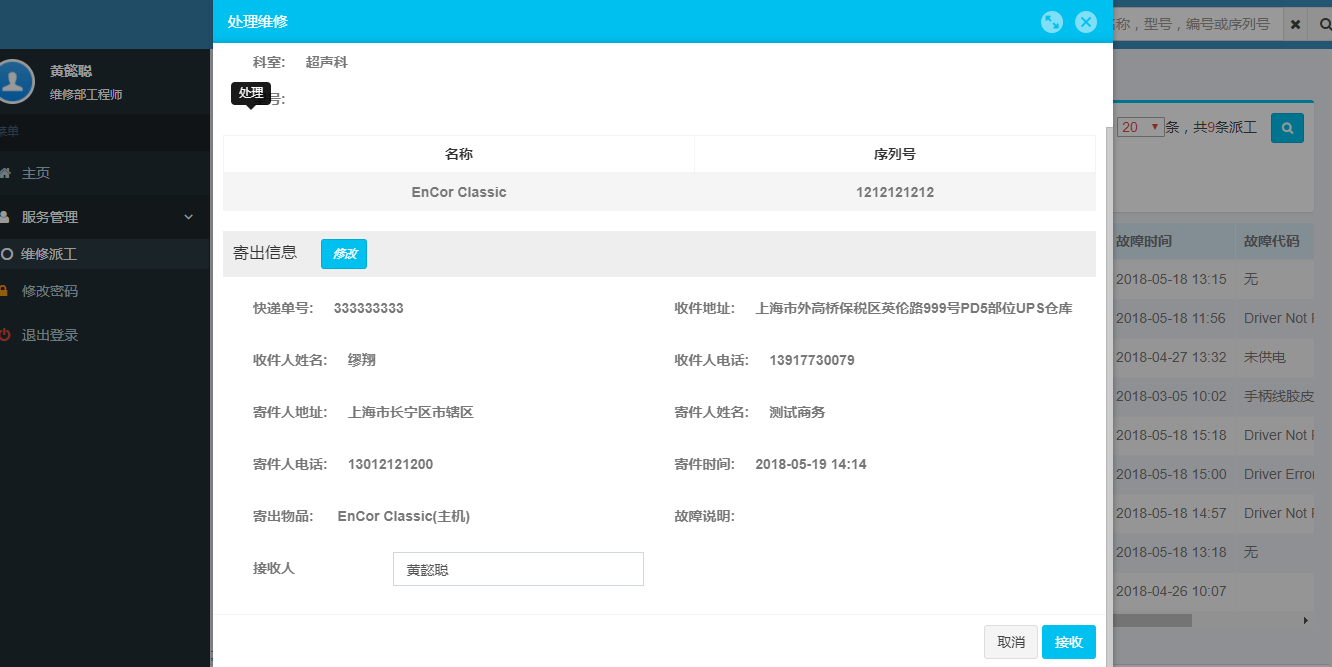 处理维修
称，型号，编号或序列号
黄懿聪
维修部工程师
菜单
主页
服务管理
维修派工
修改密码
退出登录
科室: 超声科
处理
号:
名称 序列号
EnCor Classic 1212121212
寄出信息 修改
快递单号: 333333333 收件地址: 上海市外高桥保税区英伦路999号PD5部位UPS仓库
收件人姓名: 缪翔 收件人电话: 13917730079
寄件人地址: 上海市长宁区市辖区 寄件人姓名: 测试商务
寄件人电话: 13012121200 寄件时间: 2018-05-19 14:14
寄出物品: EnCor Classic(主机) 故障说明:
接收人 黄懿聪
取消 接收
20 条，共9条派工
故障时间 故障代码
2018-05-18 13:15 无
2018-05-18 11:56 Driver Not
2018-04-27 13:32 未供电
2018-03-05 10:02 手柄线胶皮
2018-05-18 15:18 Driver Not
2018-05-18 15:00 Driver Error
2018-05-18 14:57 Driver Not
2018-05-18 13:18 无
2018-04-26 10:07